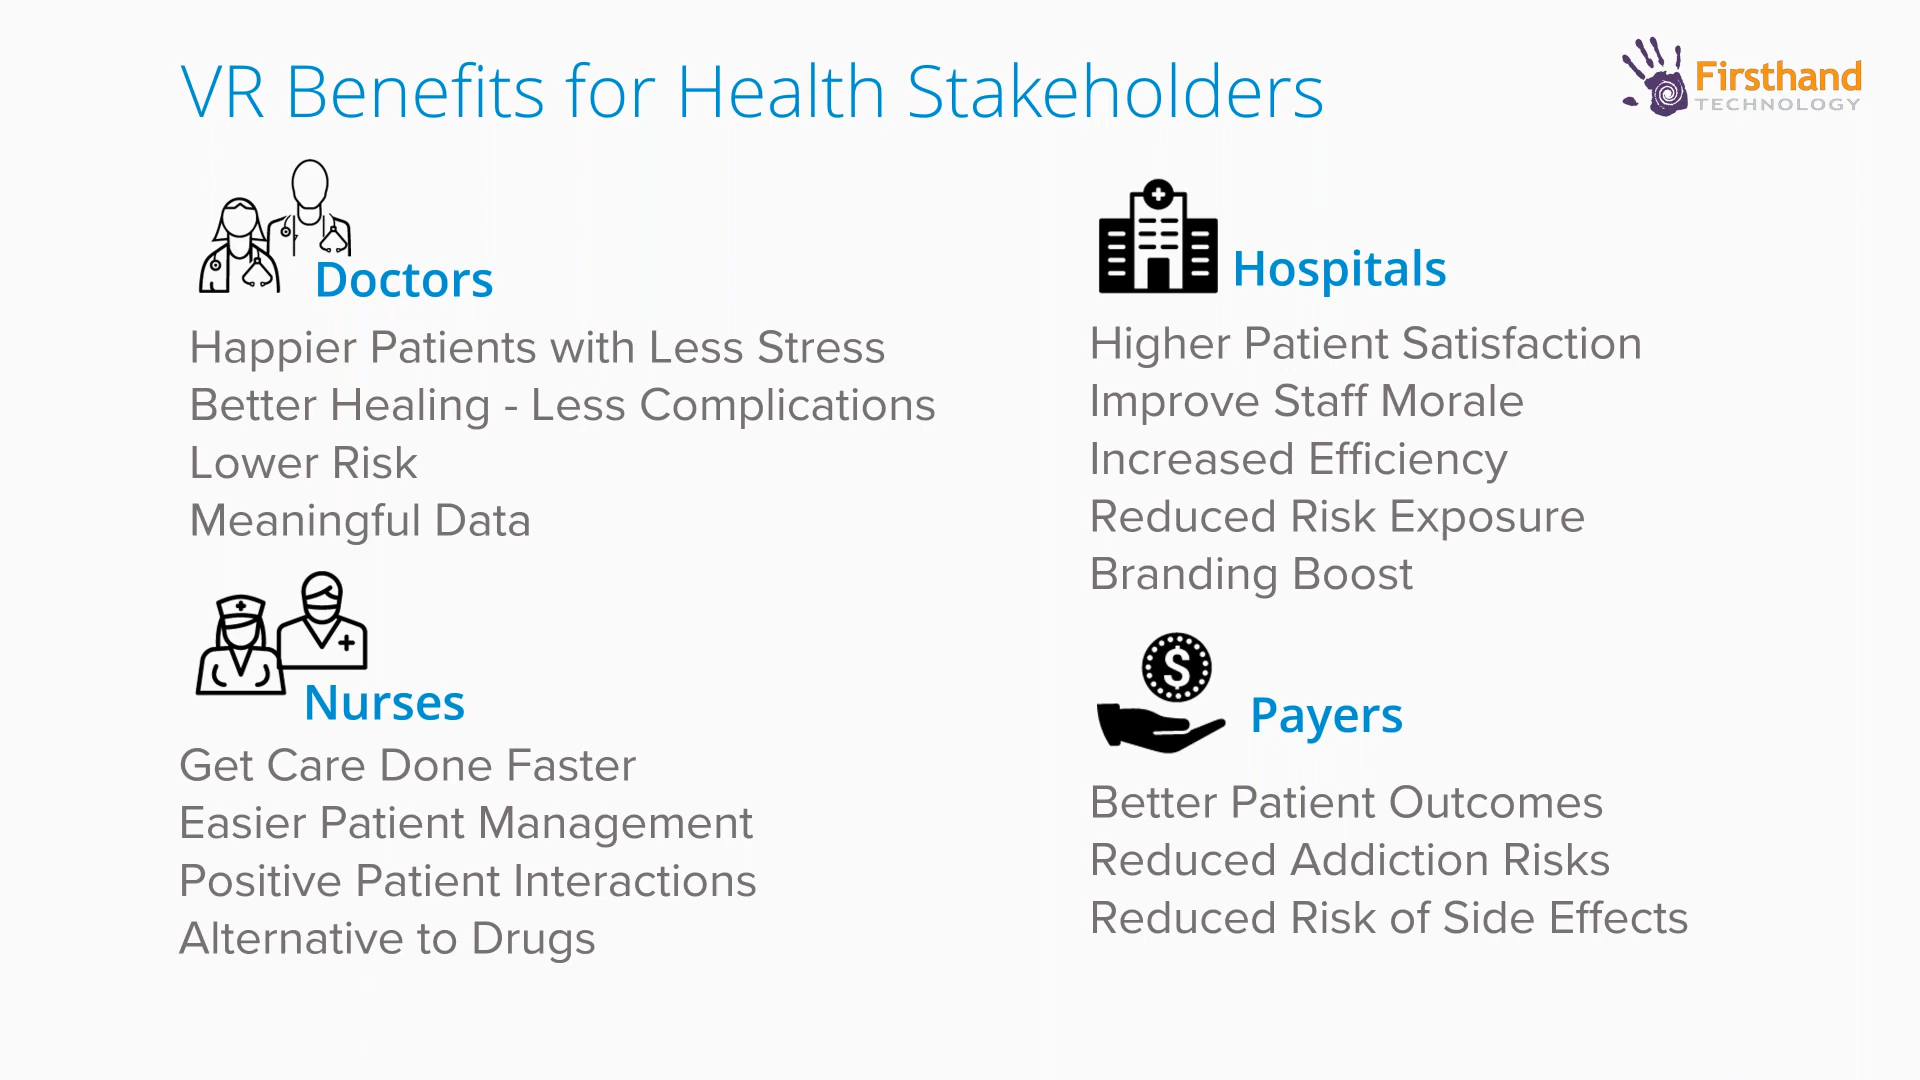 VR Benefits for Health Stakeholders
Firsthand
TECHNOLOGY
Doctors
Happier Patients with Less Stress
Better Healing - Less Complications
Lower Risk
Meaningful Data
Nurses
Get Care Done Faster
Easier Patient Management
Positive Patient Interactions
Alternative to Drugs
Hospitals
Higher Patient Satisfaction
Improve Staff Morale
Increased Efficiency
Reduced Risk Exposure
Branding Boost
$
Payers
Better Patient Outcomes
Reduced Addiction Risks
Reduced Risk of Side Effects